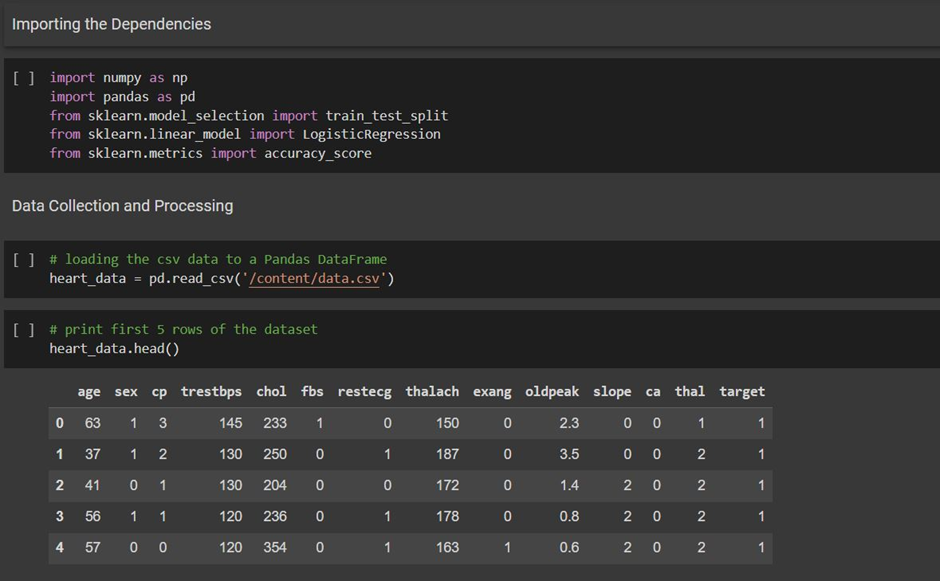 Importing the Dependencies
[ ] import numpy as np
import pandas as pd
from sklearn.model_selection import train_test_split
from sklearn.linear_model import LogisticRegression
from sklearn.metrics import accuracy_score
Data Collection and Processing
[ ] # loading the csv data to a Pandas DataFrame
heart_data = pd.read_csv('/content/data.csv')
[ ] # print first 5 rows of the dataset
heart_data.head()
age sex cp trestbps chol fbs restecg thalach exang oldpeak slope ca thal target
0 63 1 3 145 233 1 0 150 0 2.3 0 0 1 1
1 37 1 2 130 250 0 1 187 0 3.5 0 0 2 1
2 41 0 1 130 204 0 0 172 0 1.4 2 0 2 1
3 56 1 1 120 236 0 1 178 0 0.8 2 0 2 1
4 57 0 0 120 354 0 1 163 1 0.6 2 0 2 1